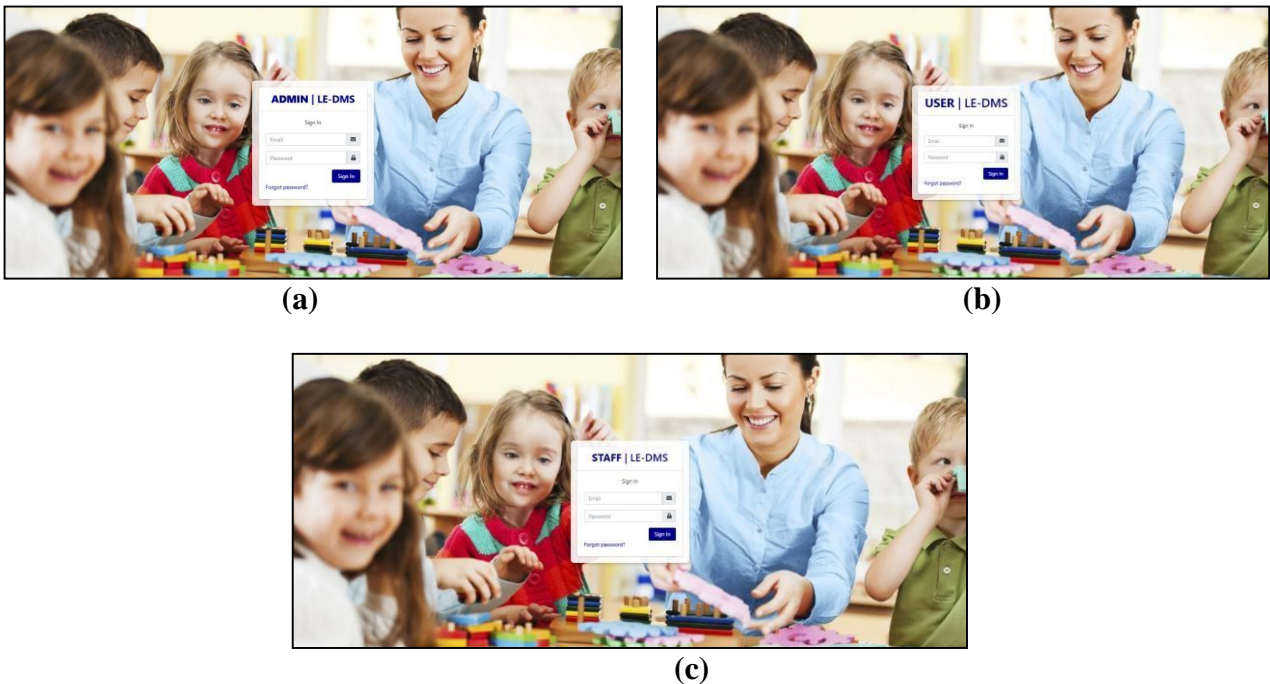 ADMIN | LE-DMS
Sign In
Email
Password
Sign In
Forgot password?
(a)
USER | LE-DMS
Sign In
Email
Password
Sign In
Forgot password?
(b)
STAFF | LE-DMS
Sign In
Email
Password
Sign In
Forgot password?
(c)